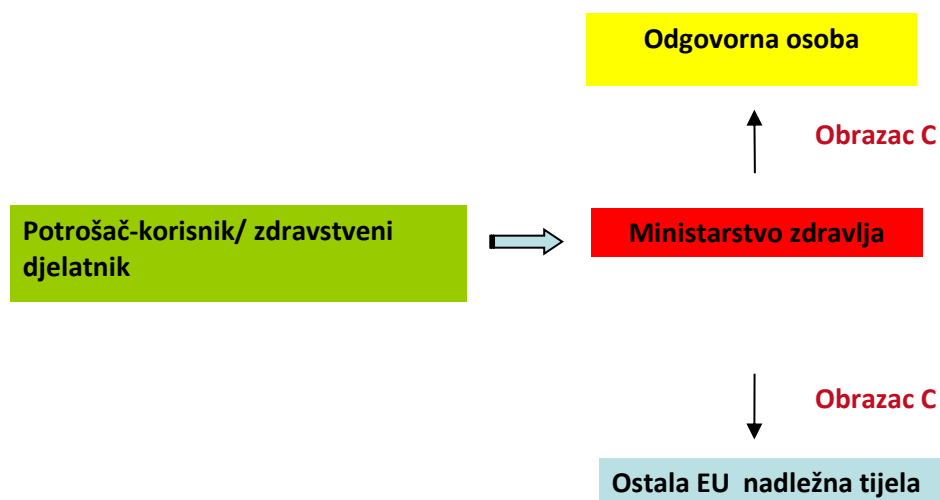 Odgovorna osoba
Obrazac C
Potrošač-korisnik/ zdravstveni
djelatnik
Ministarstvo zdravlja
Obrazac C
Ostala EU  nadležna tijela